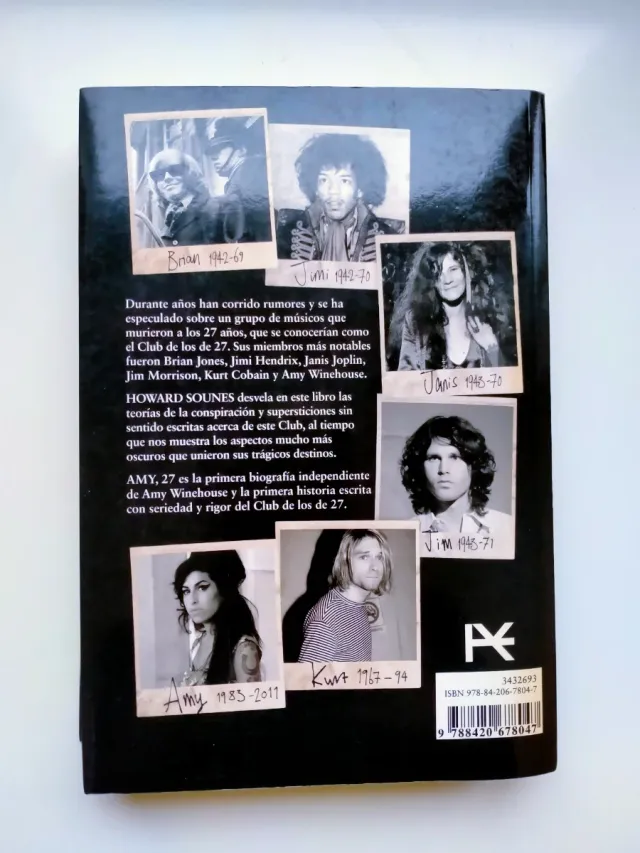 Brian 1942-69
Jimi 1942-70
Durante años han corrido rumores y se ha
especulado sobre un grupo de músicos que
murieron a los 27 años, que se conocerían como
el Club de los de 27. Sus miembros más notables
fueron Brian Jones, Jimi Hendrix, Janis Joplin,
Jim Morrison, Kurt Cobain y Amy Winehouse.
Janis 1943-70
HOWARD SOUNES desvela en este libro las
teorías de la conspiración y supersticiones sin
sentido escritas acerca de este Club, al tiempo
que nos muestra los aspectos mucho más
oscuros que unieron sus trágicos destinos.
AMY, 27 es la primera biografía independiente
de Amy Winehouse y la primera historia escrita
con seriedad y rigor del Club de los de 27.
Jim 1943-71
Amy 1983-2011
Kurt 1967-94
3432693
ISBN 978-84-206-7804-7
9 788420 678047